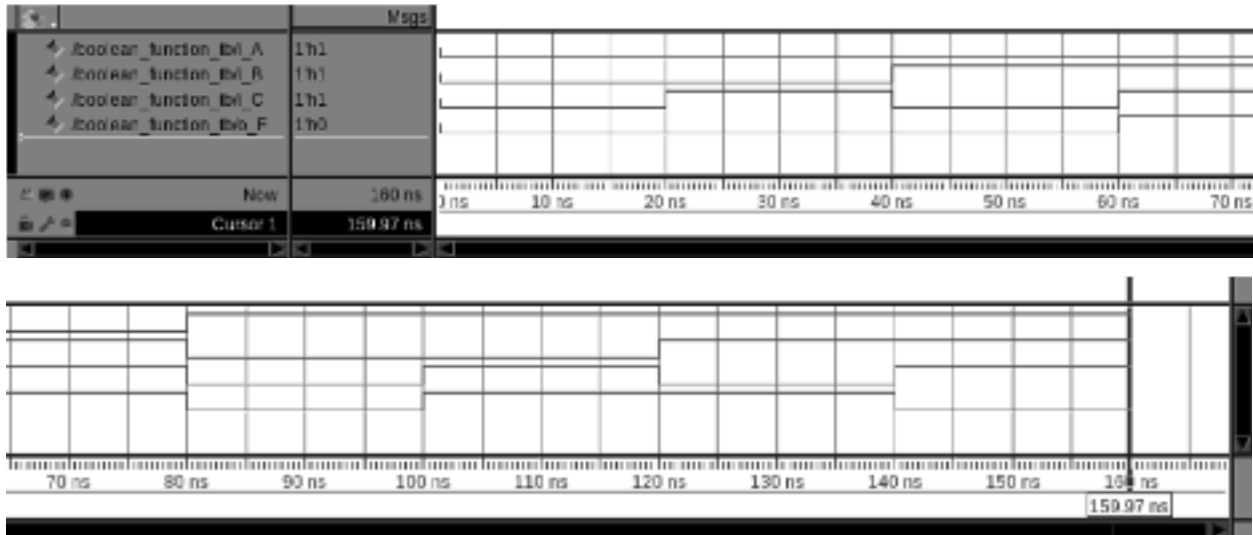 Msgs
/boolean_function_tb/i_A 1'h1
/boolean_function_tb/i_B 1'h1
/boolean_function_tb/i_C 1'h1
/boolean_function_tb/o_F 1'h0
Now 160 ns
0 ns 10 ns 20 ns 30 ns 40 ns 50 ns 60 ns 70 ns
Cursor 1 159.97 ns
70 ns 80 ns 90 ns 100 ns 110 ns 120 ns 130 ns 140 ns 150 ns 160 ns
159.97 ns